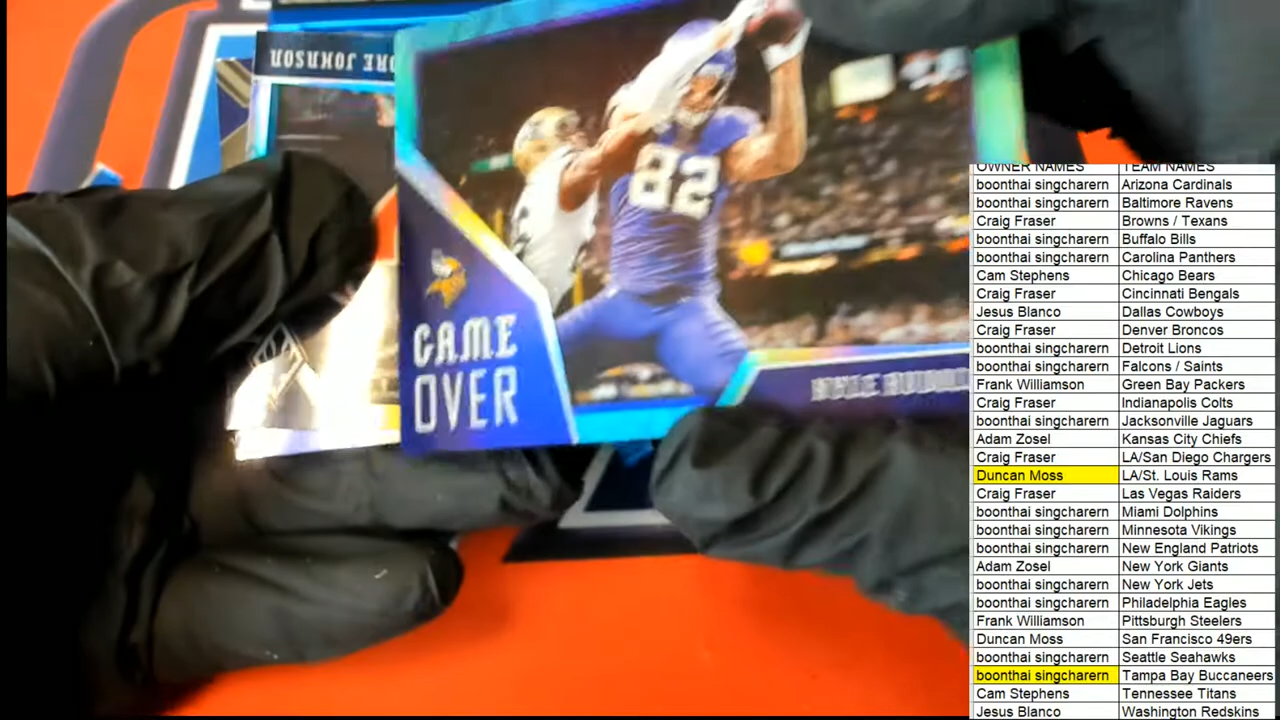 RE JOHNSON
82
GAME
OVER
OWNER NAMES TEAM NAMES
boonthai singcharern Arizona Cardinals
boonthai singcharern Baltimore Ravens
Craig Fraser Browns / Texans
boonthai singcharern Buffalo Bills
boonthai singcharern Carolina Panthers
Cam Stephens Chicago Bears
Craig Fraser Cincinnati Bengals
Jesus Blanco Dallas Cowboys
Craig Fraser Denver Broncos
boonthai singcharern Detroit Lions
boonthai singcharern Falcons / Saints
Frank Williamson Green Bay Packers
Craig Fraser Indianapolis Colts
boonthai singcharern Jacksonville Jaguars
Adam Zosel Kansas City Chiefs
Craig Fraser LA/San Diego Chargers
Duncan Moss LA/St. Louis Rams
Craig Fraser Las Vegas Raiders
boonthai singcharern Miami Dolphins
boonthai singcharern Minnesota Vikings
boonthai singcharern New England Patriots
Adam Zosel New York Giants
boonthai singcharern New York Jets
boonthai singcharern Philadelphia Eagles
Frank Williamson Pittsburgh Steelers
Duncan Moss San Francisco 49ers
boonthai singcharern Seattle Seahawks
boonthai singcharern Tampa Bay Buccaneers
Cam Stephens Tennessee Titans
Jesus Blanco Washington Redskins